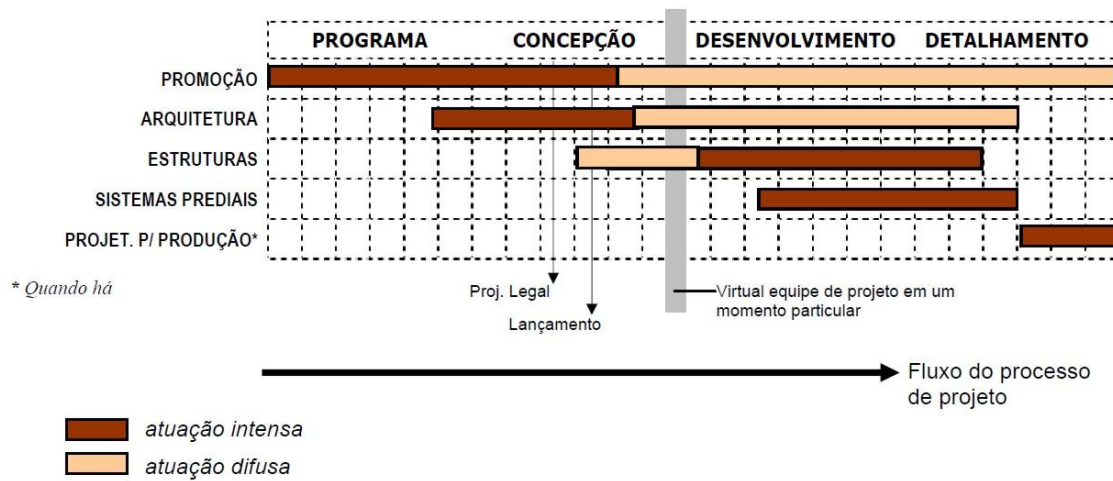 PROGRAMA CONCEPÇÃO DESENVOLVIMENTO DETALHAMENTO
PROMOÇÃO
ARQUITETURA
ESTRUTURAS
SISTEMAS PREDIAIS
PROJET. P/ PRODUÇÃO*
* Quando há
Proj. Legal
Lançamento
Virtual equipe de projeto em um
momento particular
Fluxo do processo
de projeto
atuação intensa
atuação difusa